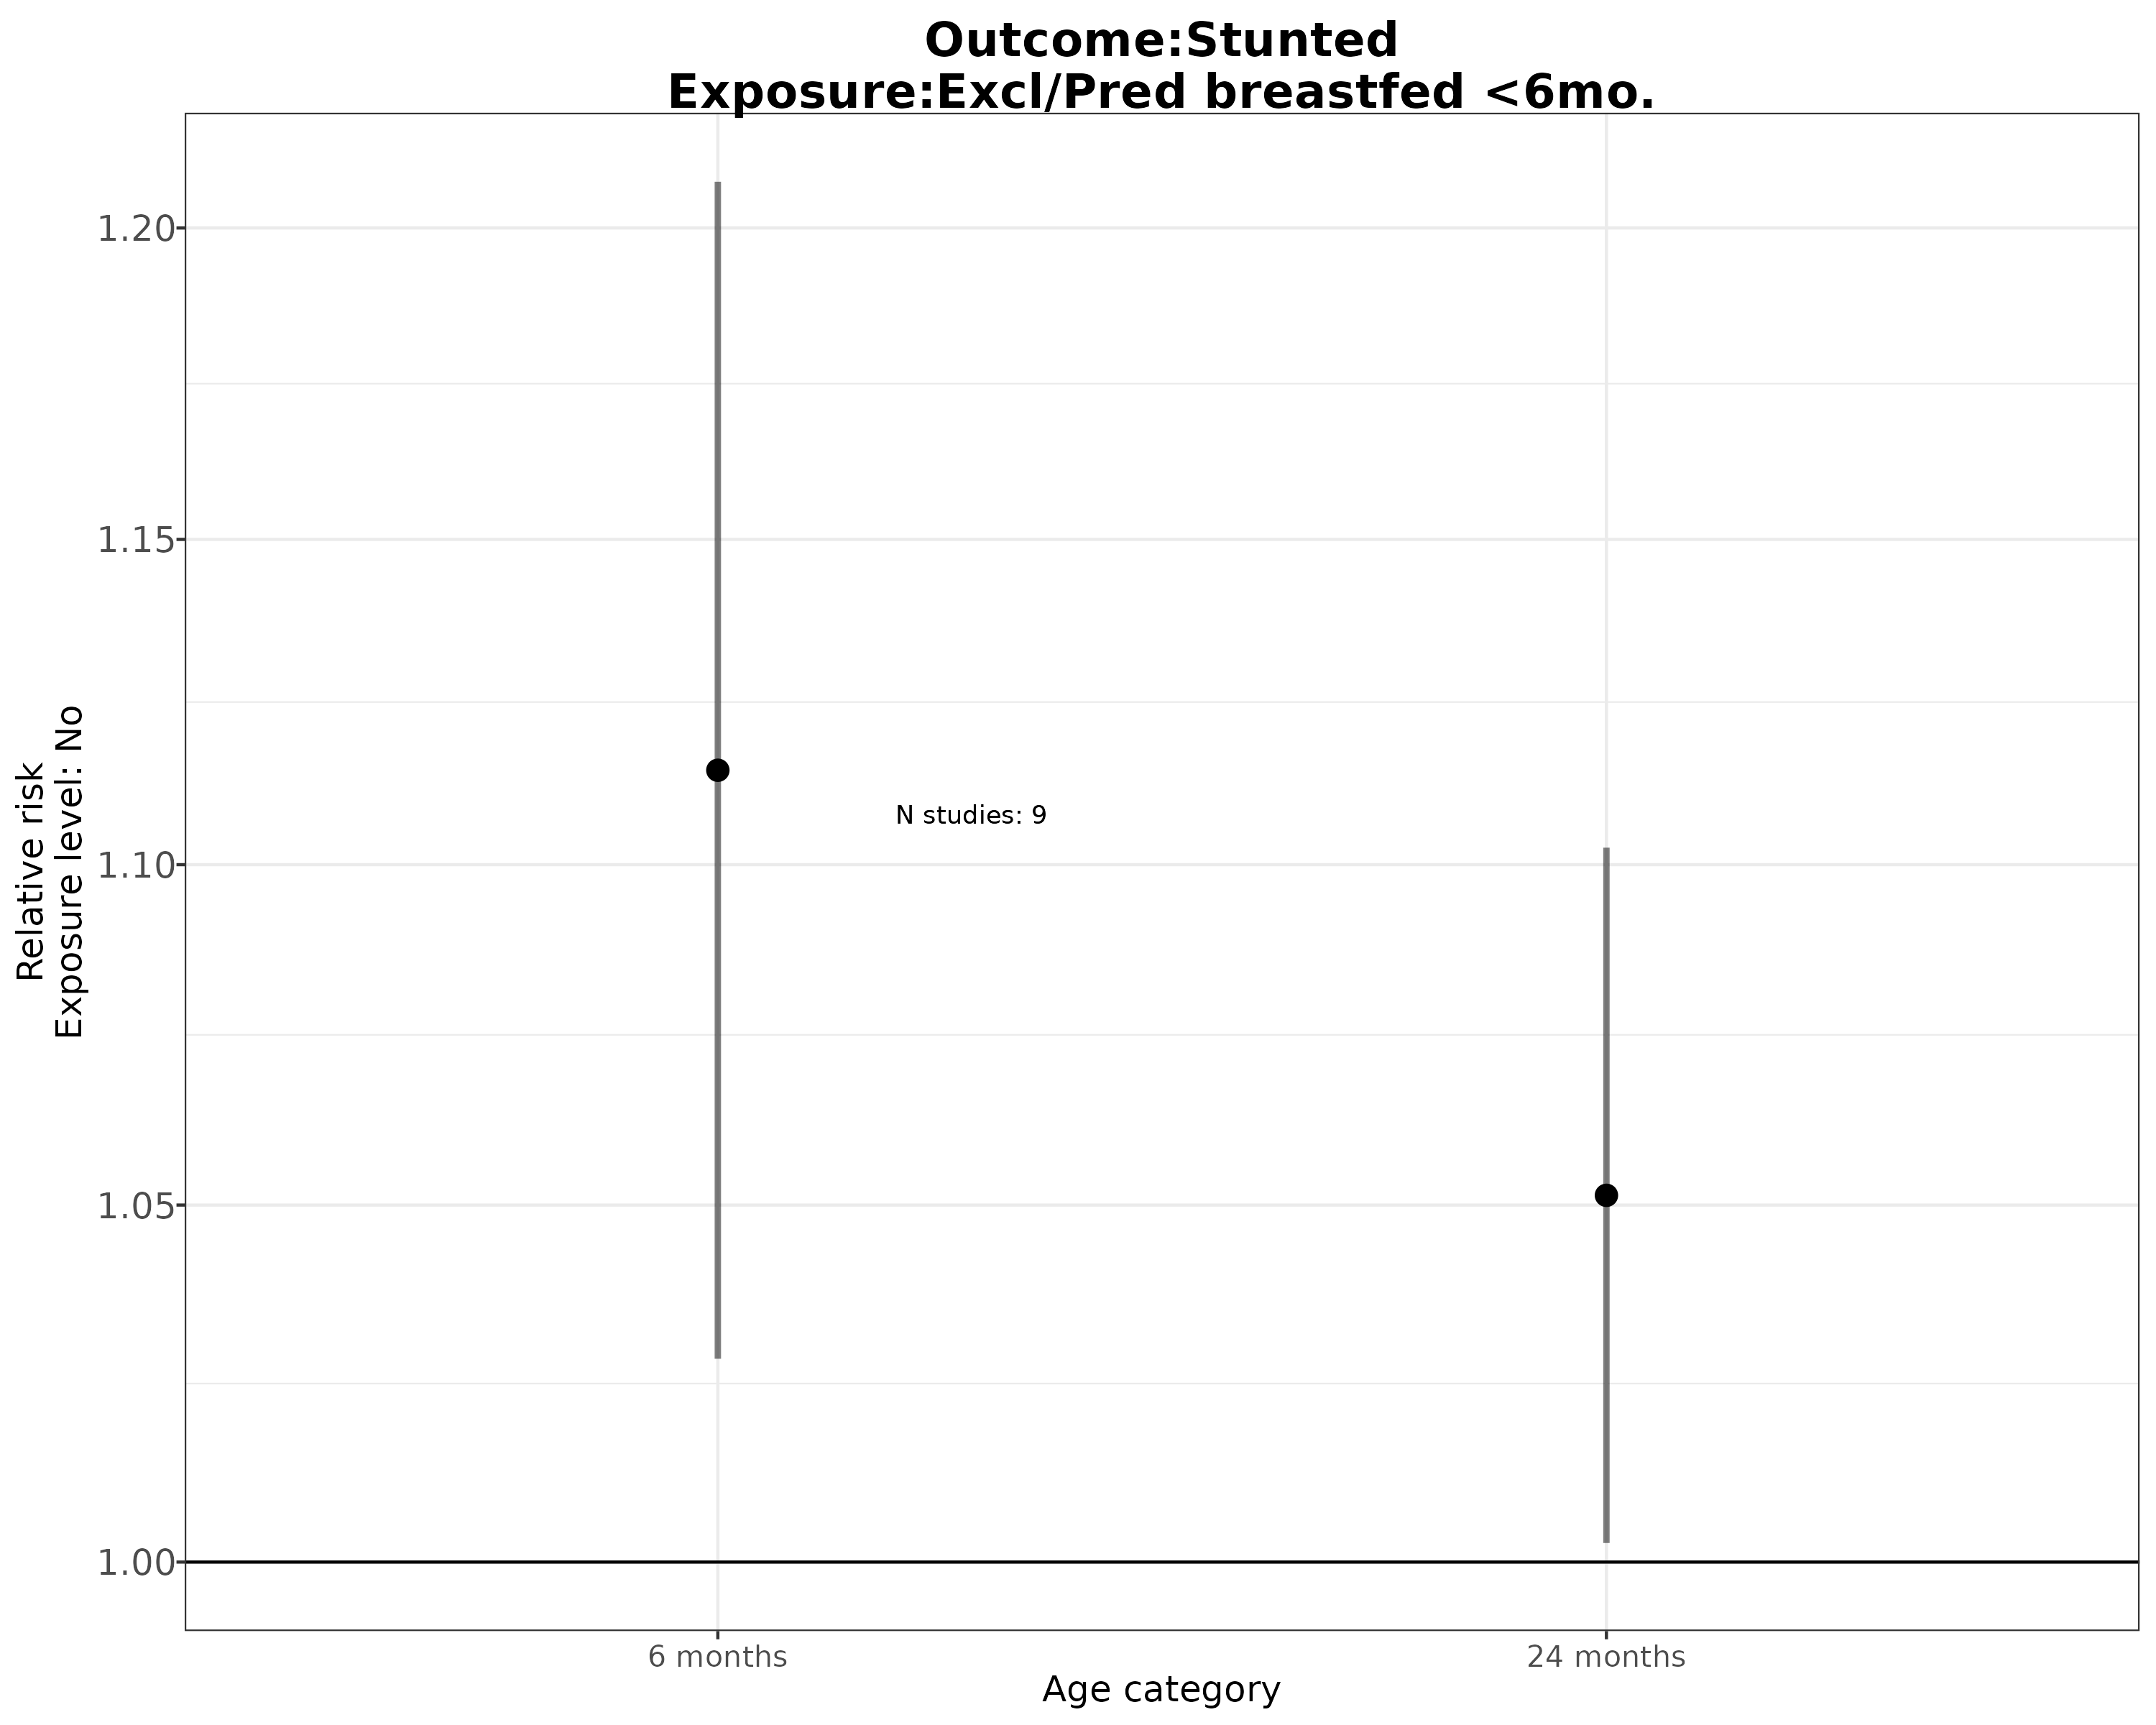 Outcome:Stunted
Exposure:Excl/Pred breastfed <6mo.
Relative risk
Exposure level: No
1.20
1.15
1.10
1.05
1.00
N studies: 9
6 months
24 months
Age category